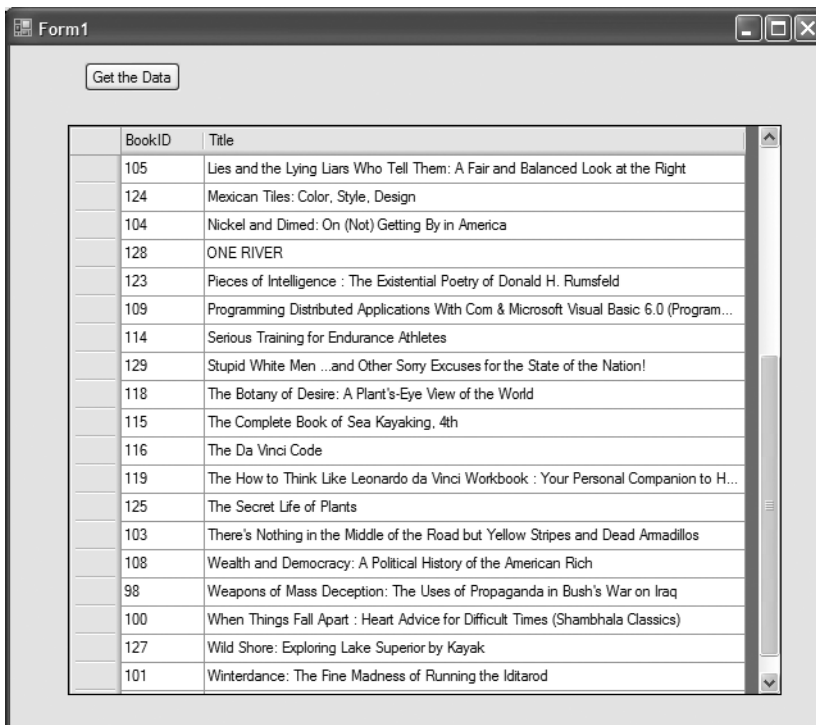 Form1
Get the Data
BookID Title
105 Lies and the Lying Liars Who Tell Them: A Fair and Balanced Look at the Right
124 Mexican Tiles: Color, Style, Design
104 Nickel and Dimed: On (Not) Getting By in America
128 ONE RIVER
123 Pieces of Intelligence : The Existential Poetry of Donald H. Rumsfeld
109 Programming Distributed Applications With Com & Microsoft Visual Basic 6.0 (Program...
114 Serious Training for Endurance Athletes
129 Stupid White Men ...and Other Sorry Excuses for the State of the Nation!
118 The Botany of Desire: A Plant's-Eye View of the World
115 The Complete Book of Sea Kayaking, 4th
116 The Da Vinci Code
119 The How to Think Like Leonardo da Vinci Workbook : Your Personal Companion to H...
125 The Secret Life of Plants
103 There's Nothing in the Middle of the Road but Yellow Stripes and Dead Armadillos
108 Wealth and Democracy: A Political History of the American Rich
98 Weapons of Mass Deception: The Uses of Propaganda in Bush's War on Iraq
100 When Things Fall Apart : Heart Advice for Difficult Times (Shambhala Classics)
127 Wild Shore: Exploring Lake Superior by Kayak
101 Winterdance: The Fine Madness of Running the Iditarod